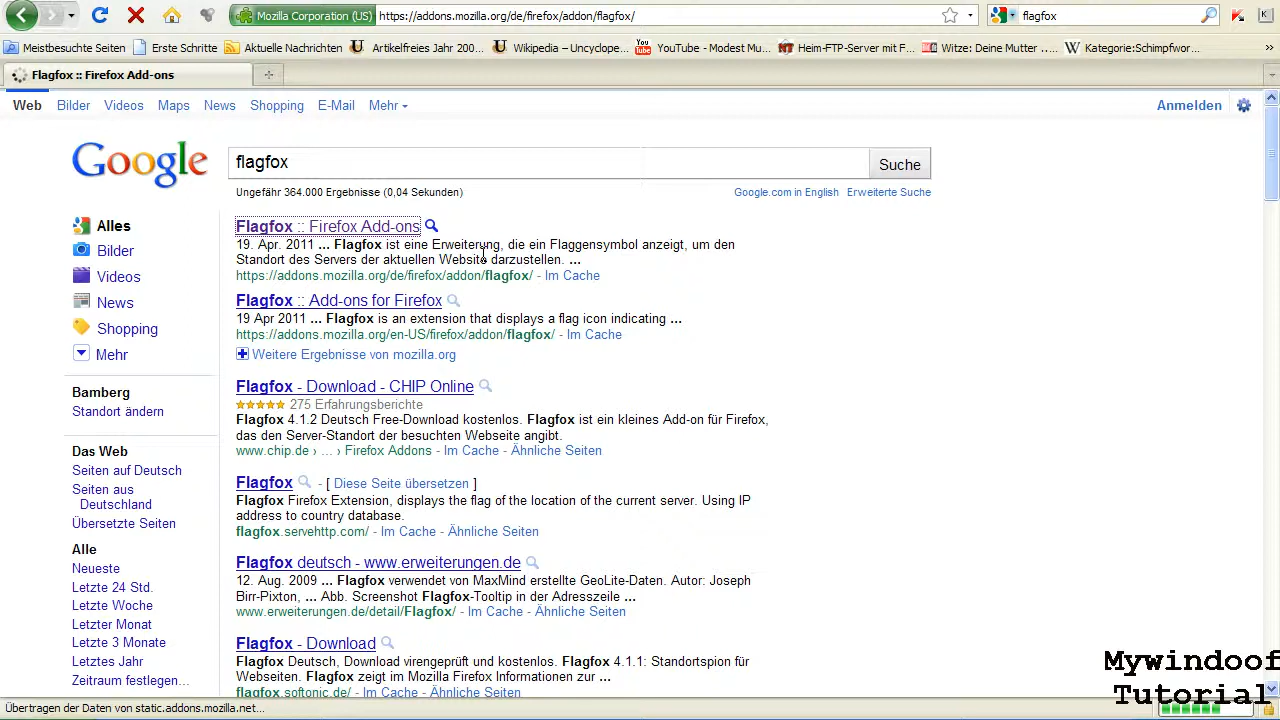 Mozilla Corporation (US)
https://addons.mozilla.org/de/firefox/addon/flagfox/
flagfox
Meistbesuchte Seiten
Erste Schritte
Aktuelle Nachrichten
Artikelfreies Jahr 200...
Wikipedia – Uncyclope...
YouTube - Modest Mu...
Heim-FTP-Server mit F...
Witze: Deine Mutter ....
Kategorie:Schimpfwor...
Flagfox :: Firefox Add-ons
Web Bilder Videos Maps News Shopping E-Mail Mehr
Anmelden
Google
flagfox
Suche
Ungefähr 364.000 Ergebnisse (0,04 Sekunden)
Google.com in English Erweiterte Suche
Alles
Bilder
Videos
News
Shopping
Mehr
Bamberg
Standort ändern
Das Web
Seiten auf Deutsch
Seiten aus
Deutschland
Übersetzte Seiten
Alle
Neueste
Letzte 24 Std.
Letzte Woche
Letzter Monat
Letzte 3 Monate
Letztes Jahr
Zeitraum festlegen...
Flagfox :: Firefox Add-ons
19. Apr. 2011 ... Flagfox ist eine Erweiterung, die ein Flaggensymbol anzeigt, um den
Standort des Servers der aktuellen Website darzustellen. ...
https://addons.mozilla.org/de/firefox/addon/flagfox/ - Im Cache
Flagfox :: Add-ons for Firefox
19 Apr 2011 ... Flagfox is an extension that displays a flag icon indicating ...
https://addons.mozilla.org/en-US/firefox/addon/flagfox/ - Im Cache
Weitere Ergebnisse von mozilla.org
Flagfox - Download - CHIP Online
275 Erfahrungsberichte
Flagfox 4.1.2 Deutsch Free-Download kostenlos. Flagfox ist ein kleines Add-on für Firefox,
das den Server-Standort der besuchten Webseite angibt.
www.chip.de › ... › Firefox Addons - Im Cache - Ähnliche Seiten
Flagfox - [ Diese Seite übersetzen ]
Flagfox Firefox Extension, displays the flag of the location of the current server. Using IP
address to country database.
flagfox.servehttp.com/ - Im Cache - Ähnliche Seiten
Flagfox deutsch - www.erweiterungen.de
12. Aug. 2009 ... Flagfox verwendet von MaxMind erstellte GeoLite-Daten. Autor: Joseph
Birr-Pixton, ... Abb. Screenshot Flagfox-Tooltip in der Adresszeile ...
www.erweiterungen.de/detail/Flagfox/ - Im Cache - Ähnliche Seiten
Flagfox - Download
Flagfox Deutsch, Download virengeprüft und kostenlos. Flagfox 4.1.1: Standortspion für
Webseiten. Flagfox zeigt im Mozilla Firefox Informationen zur ...
flagfox.softonic.de/ - Im Cache - Ähnliche Seiten
Mywindoof
Tutorial
Übertragen der Daten von static.addons.mozilla.net...